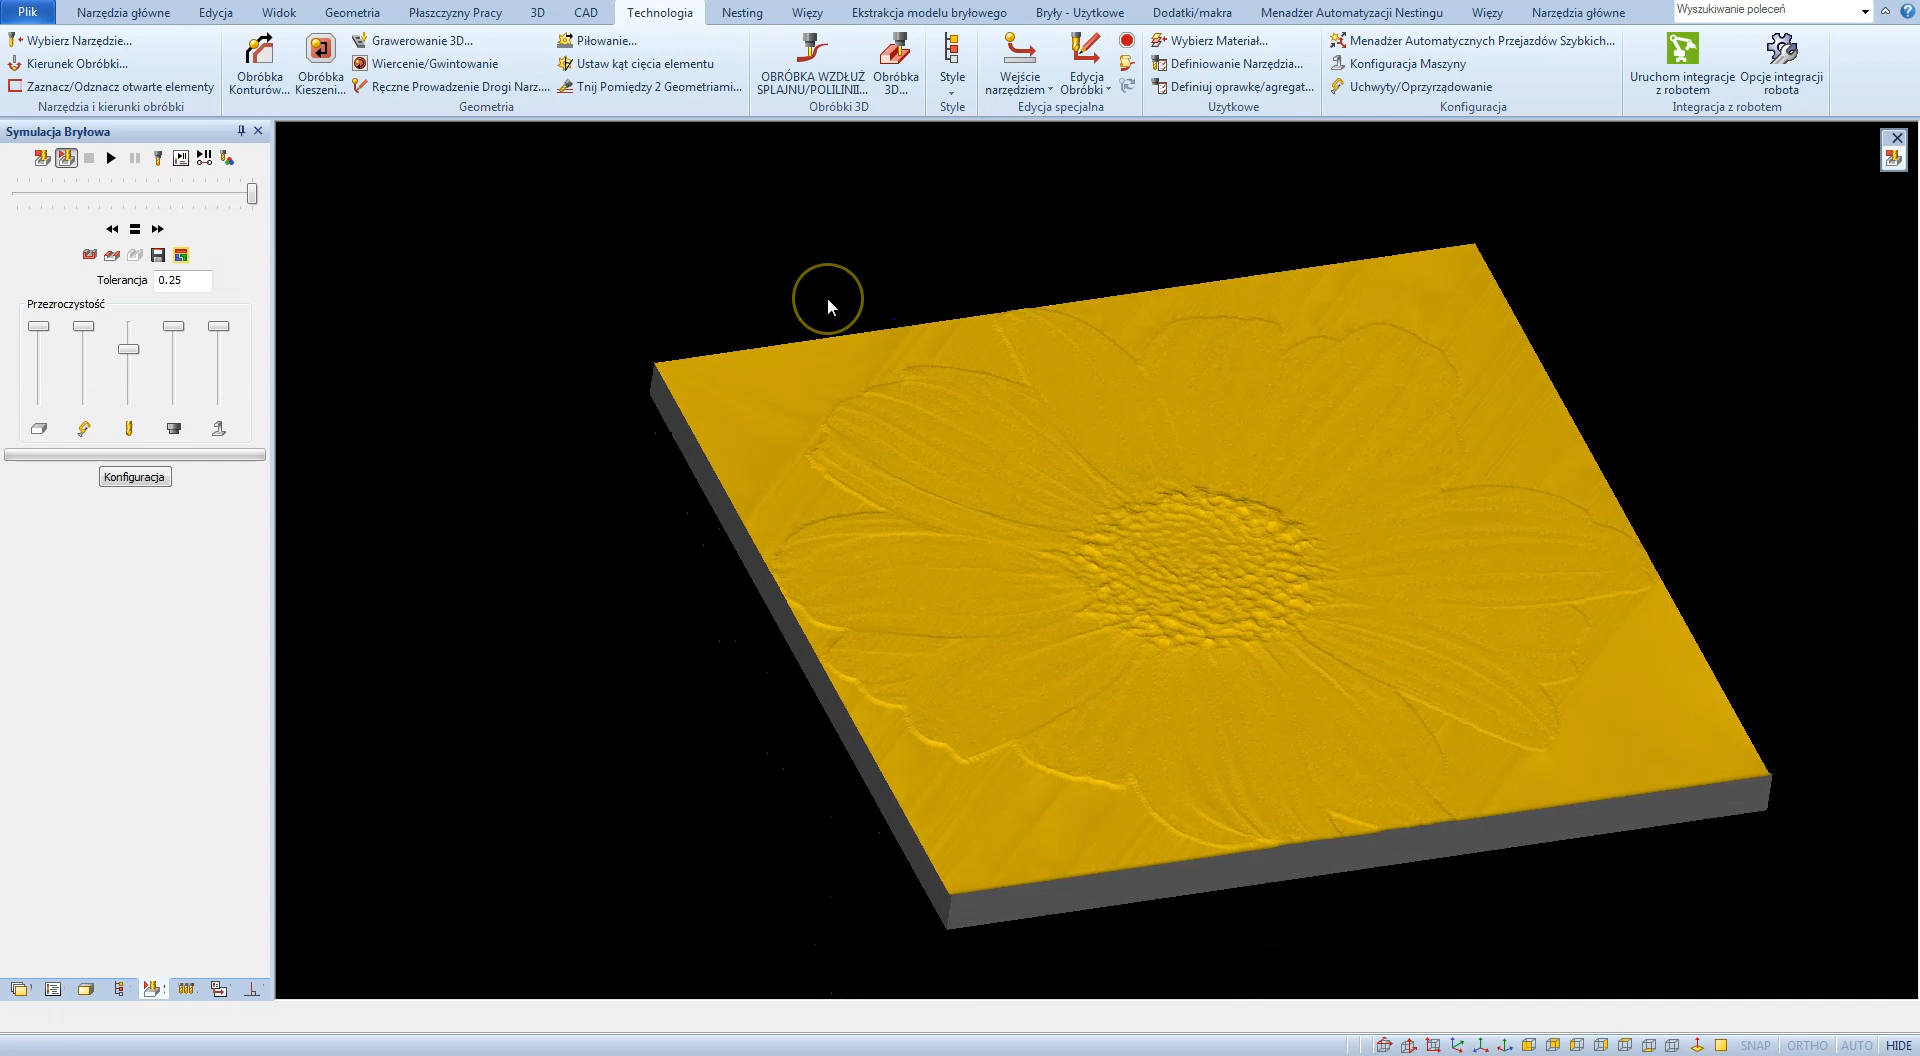 Plik Narzędzia główne Edycja Widok Geometria Płaszczyzny Pracy 3D CAD Technologia Nesting Więzy Ekstrakcja modelu bryłowego Bryły - Użytkowe Dodatki/makra Menadżer Automatyzacji Nestingu Więzy Narzędzia główne Wyszukiwanie poleceń
Wybierz Narzędzie...
Kierunek Obróbki...
Zaznacz/Odznacz otwarte elementy
Narzędzia i kierunki obróbki
Obróbka Konturów...
Obróbka Kieszeni...
Grawerowanie 3D...
Wiercenie/Gwintowanie
Ręczne Prowadzenie Drogi Narz....
Piłowanie...
Ustaw kąt cięcia elementu
Tnij Pomiędzy 2 Geometriami...
Geometria
OBRÓBKA WZDŁUŻ
SPLAJNU/POLILINII...
Obróbka
3D...
Obróbki 3D
Style
Style
Wejście
narzędziem
Edycja
Obróbki
Edycja specjalna
Wybierz Materiał...
Definiowanie Narzędzia...
Definiuj oprawkę/agregat...
Użytkowe
Menadżer Automatycznych Przejazdów Szybkich...
Konfiguracja Maszyny
Uchwyty/Oprzyrządowanie
Konfiguracja
Uruchom integracje
z robotem
Opcje integracji
robota
Integracja z robotem
Symulacja Bryłowa
Tolerancja 0.25
Przezroczystość
Konfiguracja
SNAP ORTHO AUTO HIDE